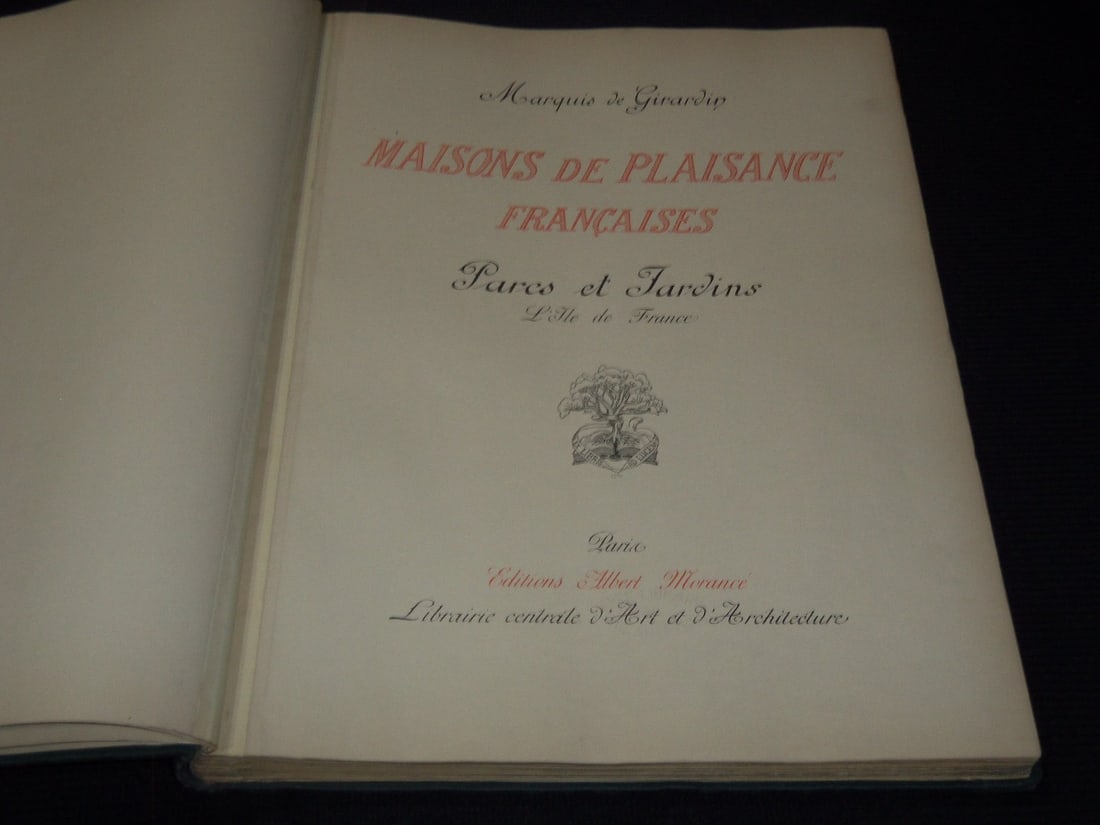 Marquis de Girardin
MAISONS DE PLAISANCE
FRANÇAISES
Parcs et Jardins
L'Ile de France
Paris
Editions Albert Morancé
Librairie centrale d'Art et d'Architecture